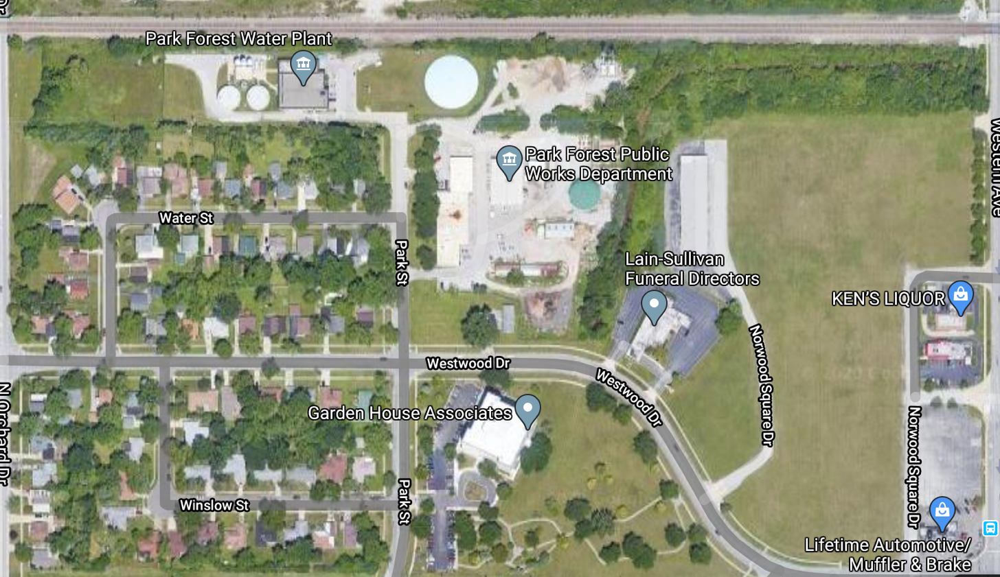 Park Forest Water Plant
Park Forest Public
Works Department
Western Ave
Water St
Park St
Lain-Sullivan
Funeral Directors
KEN'S LIQUOR
Norwood Square Dr
Westwood Dr
Westwood Dr
Garden House Associates
N Orchard Dr
Norwood Square Dr
Park St
Winslow St
Lifetime Automotive/
Muffler & Brake